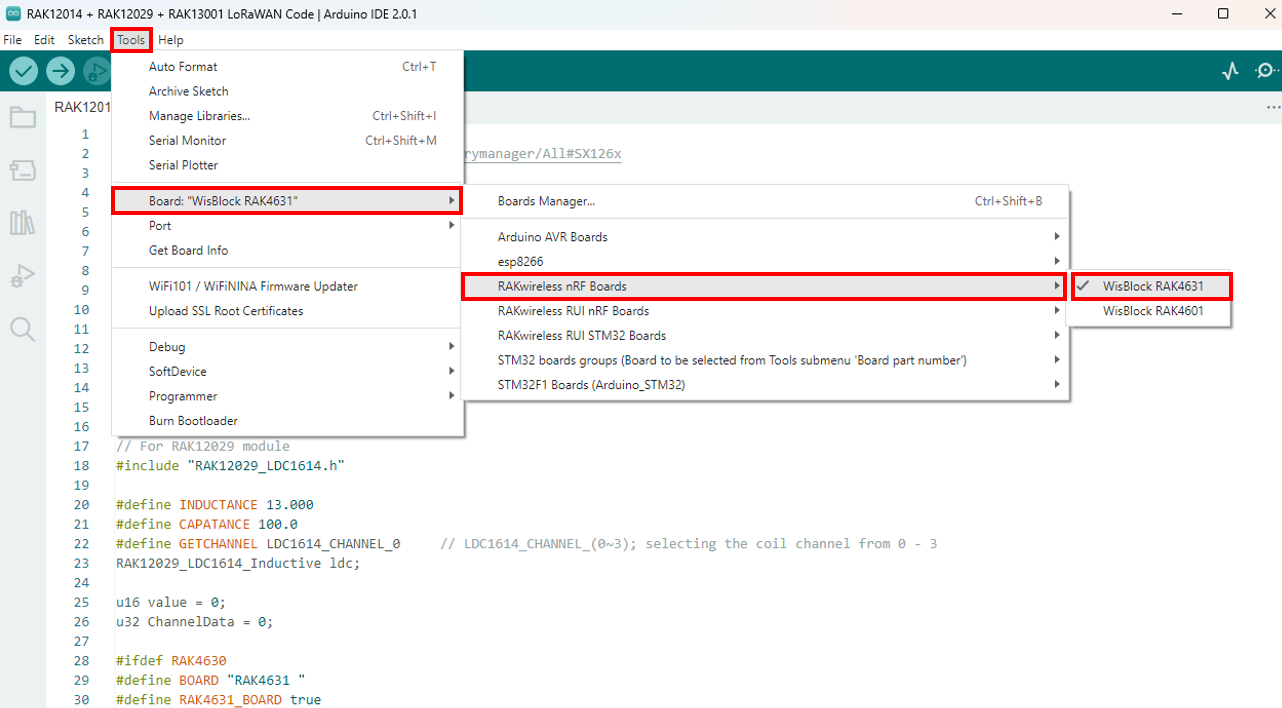 RAK12014 + RAK12029 + RAK13001 LoRaWAN Code | Arduino IDE 2.0.1
File Edit Sketch Tools Help
Auto Format Ctrl+T
Archive Sketch
Manage Libraries... Ctrl+Shift+I
Serial Monitor Ctrl+Shift+M
Serial Plotter
Board: "WisBlock RAK4631"
Port
Get Board Info
WiFi101 / WiFiNINA Firmware Updater
Upload SSL Root Certificates
Debug
SoftDevice
Programmer
Burn Bootloader
Boards Manager... Ctrl+Shift+B
Arduino AVR Boards
esp8266
RAKwireless nRF Boards
RAKwireless RUI nRF Boards
RAKwireless RUI STM32 Boards
STM32 boards groups (Board to be selected from Tools submenu 'Board part number')
STM32F1 Boards (Arduino_STM32)
WisBlock RAK4631
WisBlock RAK4601
RAK1201
1
2 rymanager/All#SX126x
3
4
5
6
7
8
9
10
11
12
13
14
15
16
17 // For RAK12029 module
18 #include "RAK12029_LDC1614.h"
19
20 #define INDUCTANCE 13.000
21 #define CAPATANCE 100.0
22 #define GETCHANNEL LDC1614_CHANNEL_0 // LDC1614_CHANNEL_(0~3); selecting the coil channel from 0 - 3
23 RAK12029_LDC1614_Inductive ldc;
24
25 u16 value = 0;
26 u32 ChannelData = 0;
27
28 #ifdef RAK4630
29 #define BOARD "RAK4631 "
30 #define RAK4631_BOARD true